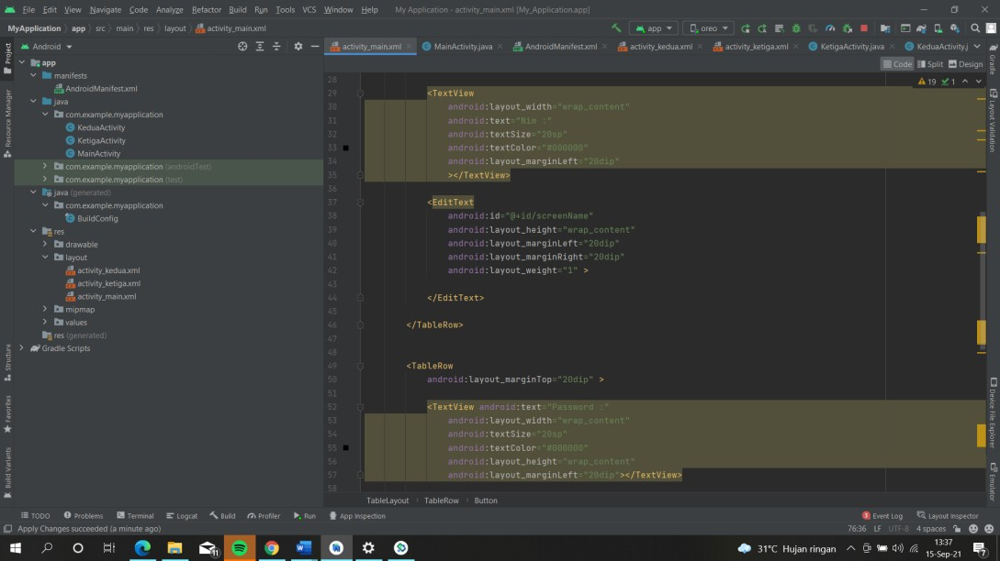 File Edit View Navigate Code Analyze Refactor Build Run Tools VCS Window Help My Application - activity_main.xml [My_Application.app]
MyApplication app src main res layout activity_main.xml
app oreo
Project
Resource Manager
Structure
Favorites
Build Variants
Android
app
manifests
AndroidManifest.xml
java
com.example.myapplication
KeduaActivity
KetigaActivity
MainActivity
com.example.myapplication (androidTest)
com.example.myapplication (test)
java (generated)
com.example.myapplication
BuildConfig
res
drawable
layout
activity_kedua.xml
activity_ketiga.xml
activity_main.xml
mipmap
values
res (generated)
Gradle Scripts
activity_main.xml MainActivity.java AndroidManifest.xml activity_kedua.xml activity_ketiga.xml KetigaActivity.java KeduaActivity.j
Code Split Design
19 1
28
29 <TextView
30 android:layout_width="wrap_content"
31 android:text="Nim :"
32 android:textSize="20sp"
33 android:textColor="#000000"
34 android:layout_marginLeft="20dip"
35 ></TextView>
36
37 <EditText
38 android:id="@+id/screenName"
39 android:layout_height="wrap_content"
40 android:layout_marginLeft="20dip"
41 android:layout_marginRight="20dip"
42 android:layout_weight="1" >
43
44 </EditText>
45
46 </TableRow>
47
48
49 <TableRow
50 android:layout_marginTop="20dip" >
51
52 <TextView android:text="Password :"
53 android:layout_width="wrap_content"
54 android:textSize="20sp"
55 android:textColor="#000000"
56 android:layout_height="wrap_content"
57 android:layout_marginLeft="20dip"></TextView>
58
TableLayout TableRow Button
Gradle
Layout Validation
Device File Explorer
Emulator
TODO Problems Terminal Logcat Build Profiler Run App Inspection 3 Event Log Layout Inspector
Apply Changes succeeded (a minute ago) 76:36 LF UTF-8 4 spaces
11 31°C Hujan ringan 13:37
15-Sep-21 7